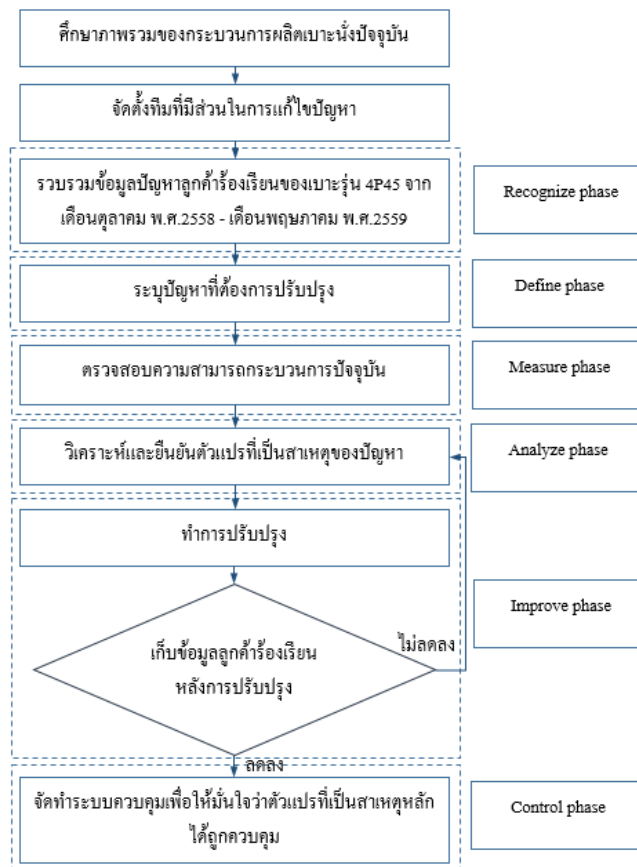 ศึกษาภาพรวมของกระบวนการผลิตเบาะนั่งปัจจุบัน
จัดตั้งทีมที่มีส่วนในการแก้ไขปัญหา
รวบรวมข้อมูลปัญหาลูกค้าร้องเรียนของเบาะรุ่น 4P45 จาก
เดือนตุลาคม พ.ศ.2558 - เดือนพฤษภาคม พ.ศ.2559
Recognize phase
ระบุปัญหาที่ต้องการปรับปรุง
Define phase
ตรวจสอบความสามารถกระบวนการปัจจุบัน
Measure phase
วิเคราะห์และยืนยันตัวแปรที่เป็นสาเหตุของปัญหา
Analyze phase
ทำการปรับปรุง
Improve phase
เก็บข้อมูลลูกค้าร้องเรียน
หลังการปรับปรุง
ไม่ลดลง
ลดลง
จัดทำระบบควบคุมเพื่อให้มั่นใจว่าตัวแปรที่เป็นสาเหตุหลัก
ได้ถูกควบคุม
Control phase